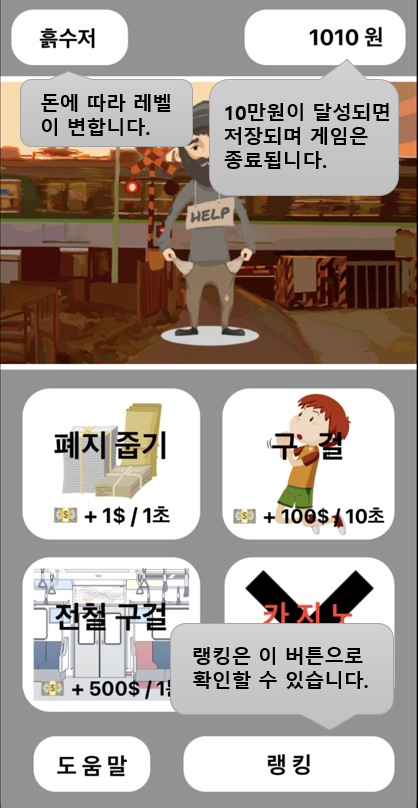 흙수저
1010 원
돈에 따라 레벨
이 변합니다.
10만원이 달성되면
저장되며 게임은
종료됩니다.
HELP
폐지 줍기
+ 1$ / 1초
구 걸
+ 100$ / 10초
전철 구걸
+ 500$ / 1
카 지 노
랭킹은 이 버튼으로
확인할 수 있습니다.
도 움 말
랭 킹